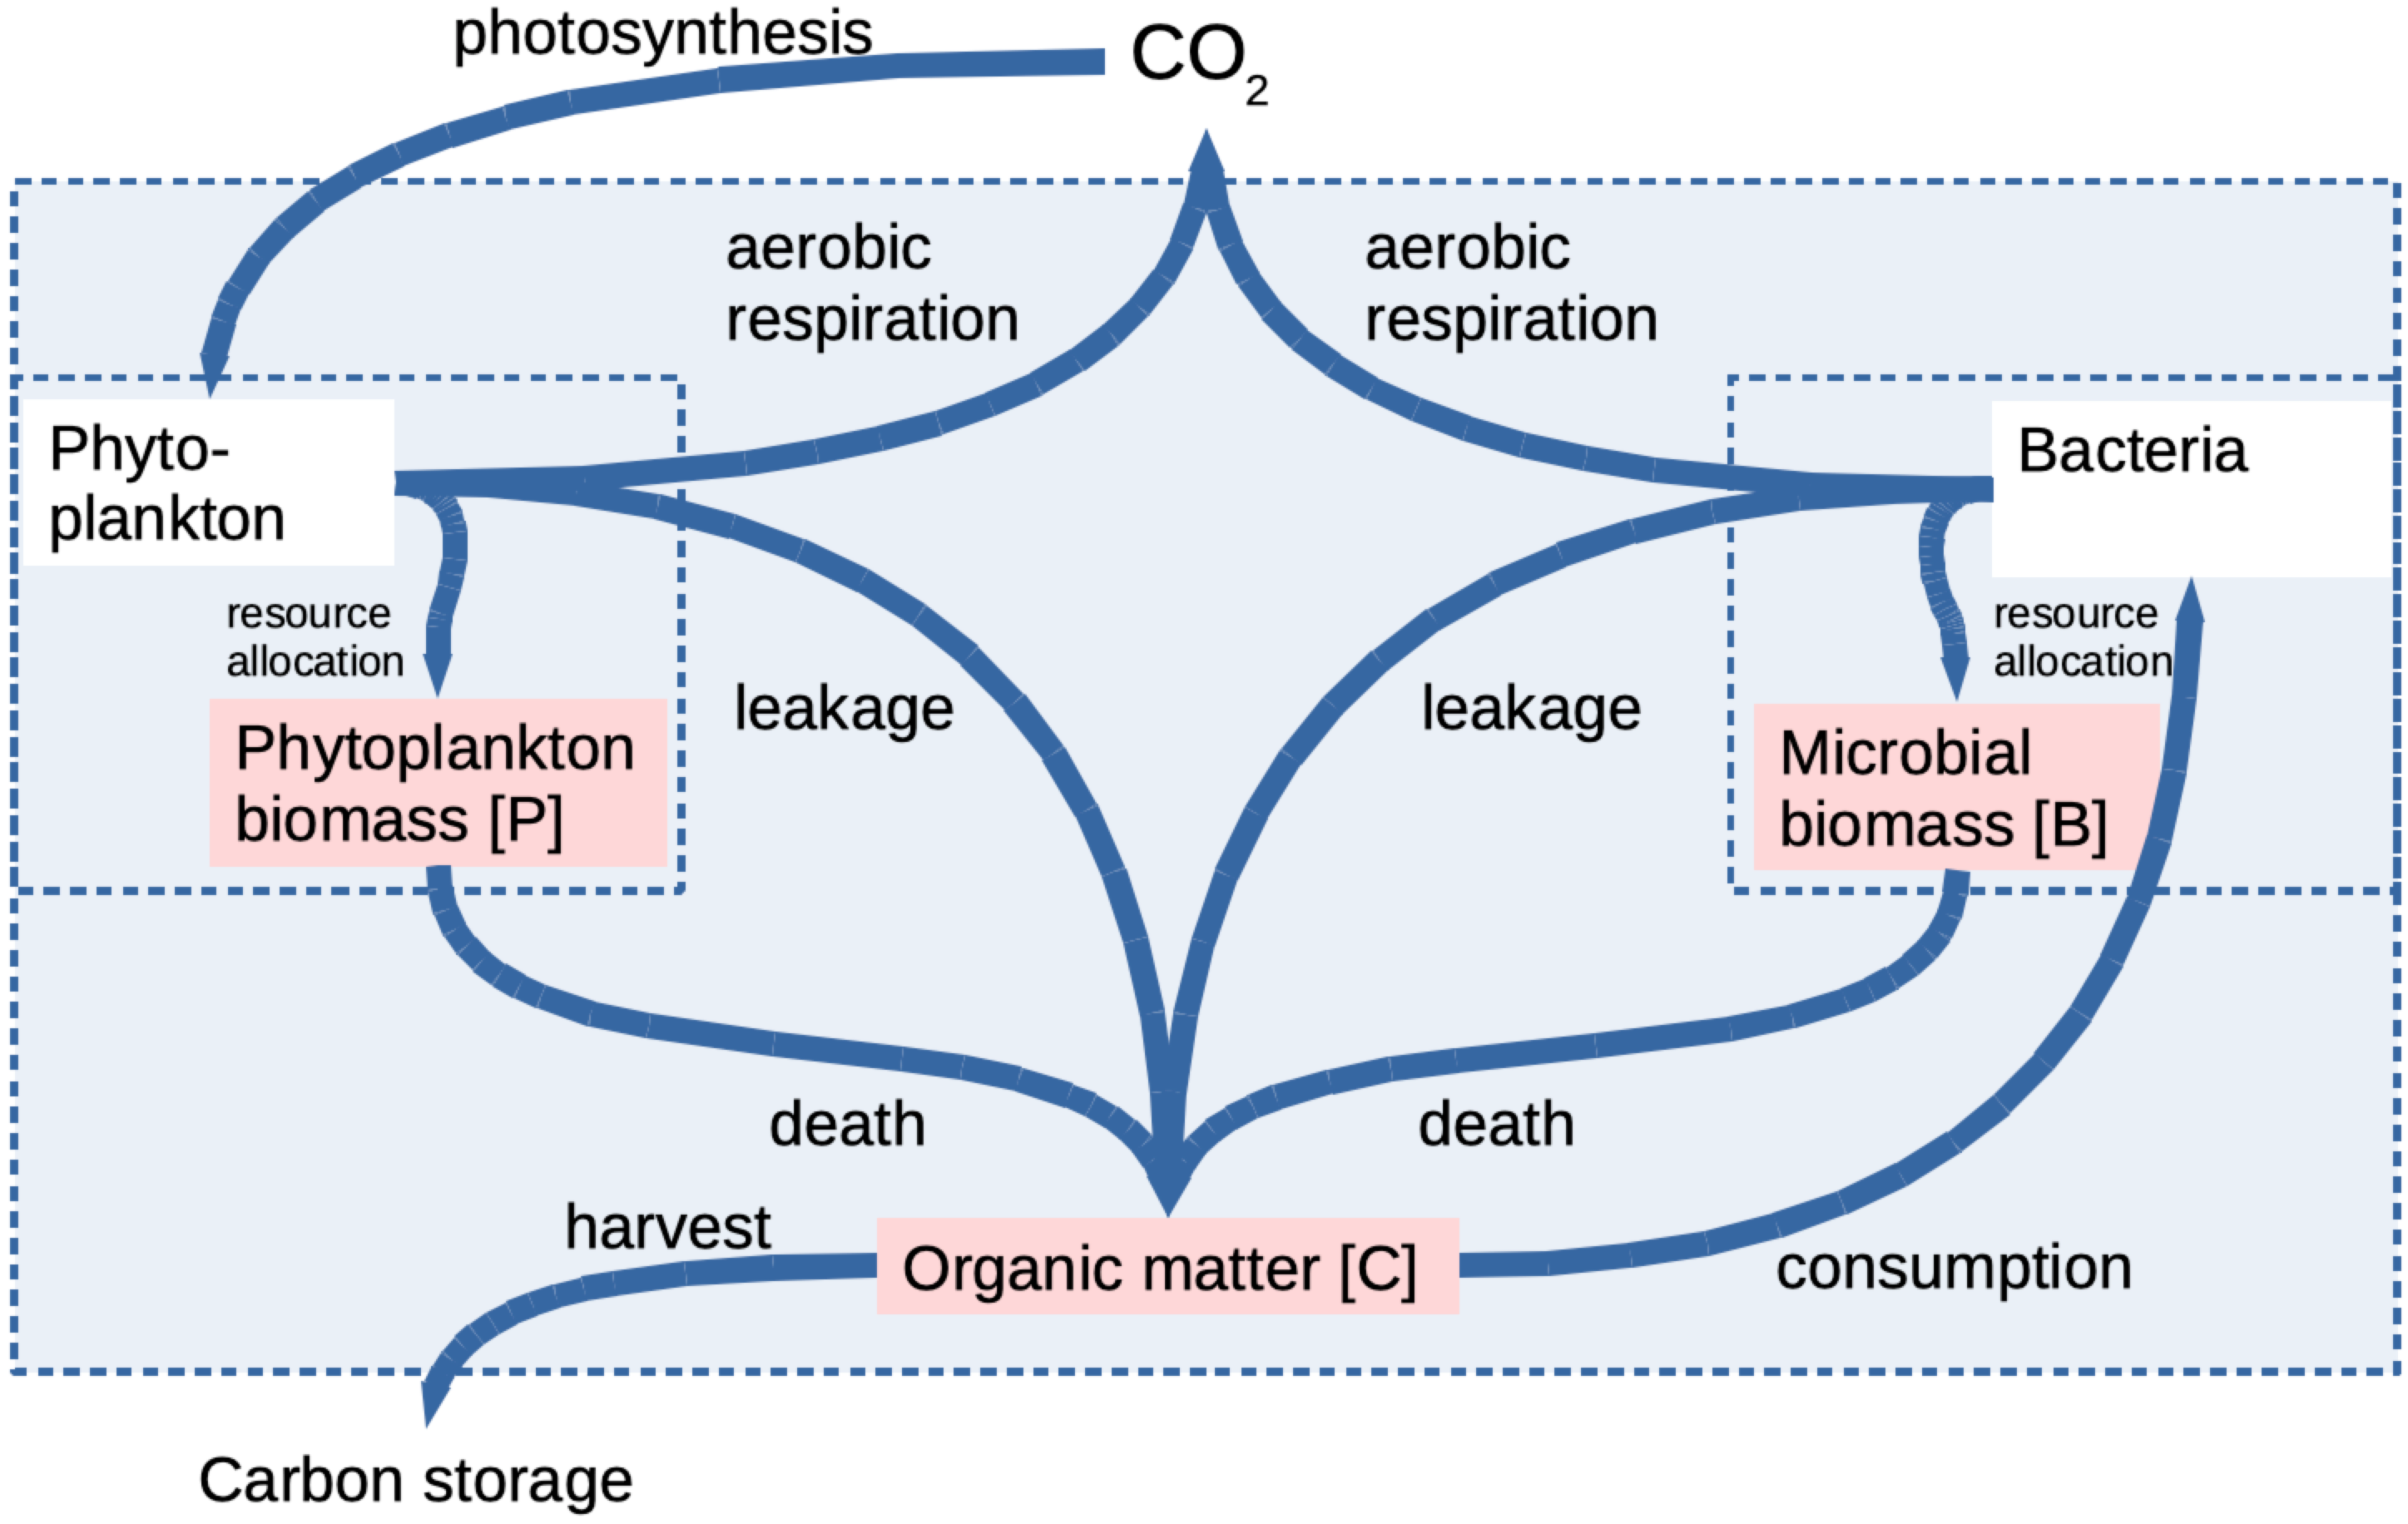 photosynthesis
CO2
aerobic
respiration
aerobic
respiration
Phyto-
plankton
Bacteria
resource
allocation
resource
allocation
leakage
leakage
Phytoplankton
biomass [P]
Microbial
biomass [B]
death
death
harvest
Organic matter [C]
consumption
Carbon storage